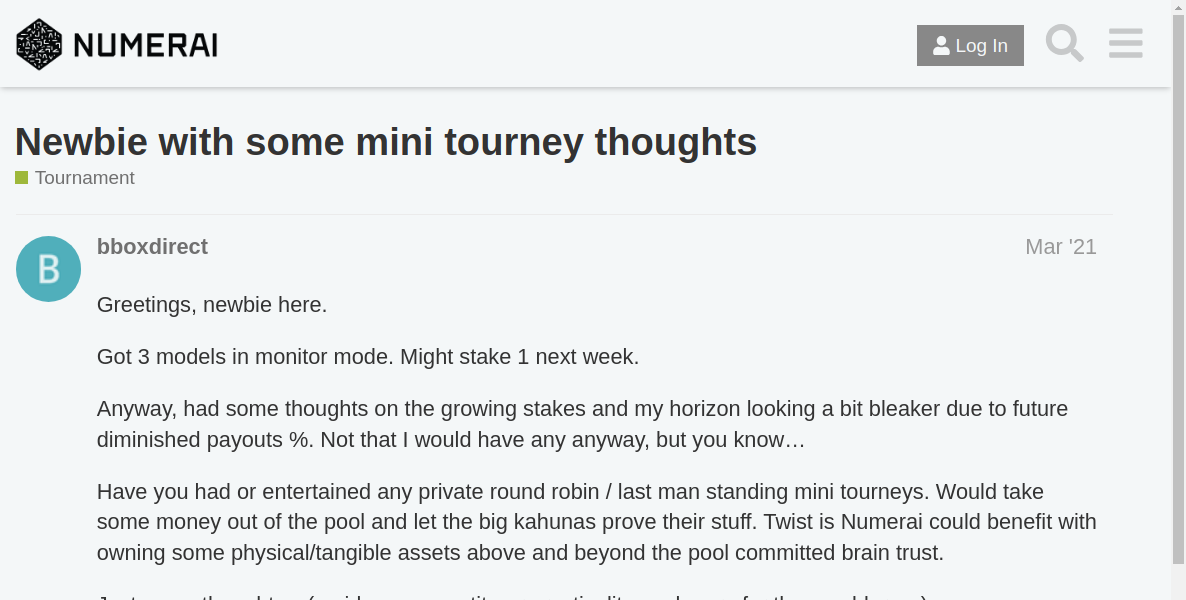 NUMERAI
Log In
Newbie with some mini tourney thoughts
Tournament
B
bboxdirect
Mar '21
Greetings, newbie here.
Got 3 models in monitor mode. Might stake 1 next week.
Anyway, had some thoughts on the growing stakes and my horizon looking a bit bleaker due to future
diminished payouts %. Not that I would have any anyway, but you know…
Have you had or entertained any private round robin / last man standing mini tourneys. Would take
some money out of the pool and let the big kahunas prove their stuff. Twist is Numerai could benefit with
owning some physical/tangible assets above and beyond the pool committed brain trust.